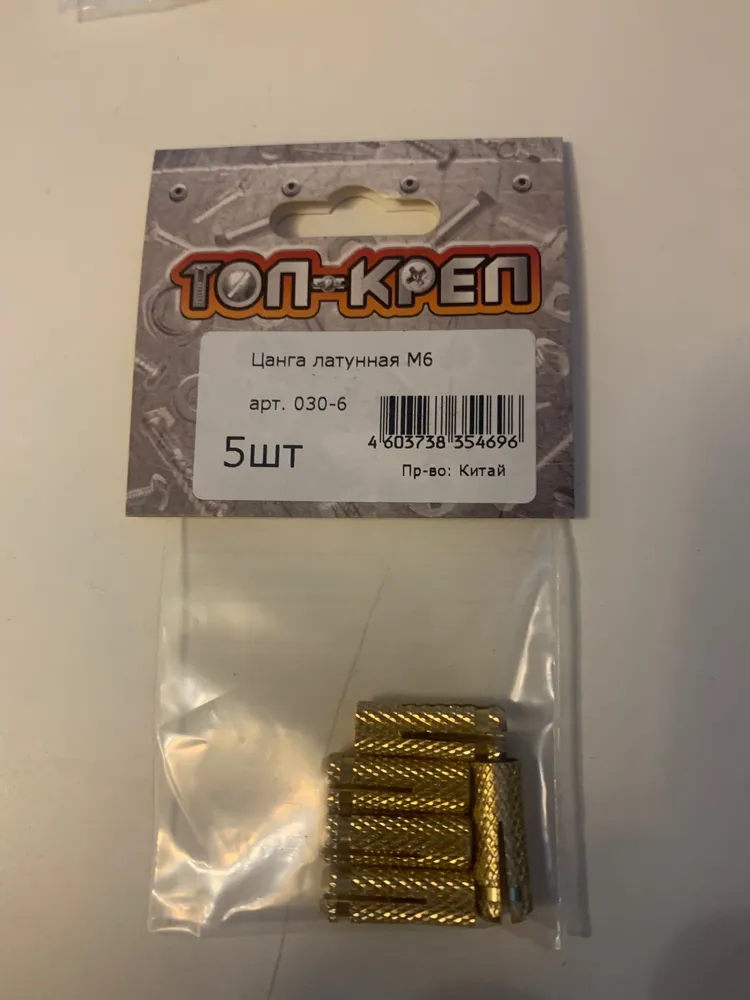 ТОП-КРЕП
Цанга латунная М6
арт. 030-6
4 603738 354696
5шт
Пр-во: Китай